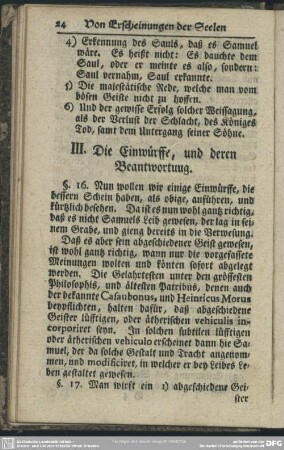 24 Von Erscheinungen der Seelen
4) Erkennung des Sauls, daß es Samuel
wäre. Es heißt nicht: Es dauchte dem
Saul, oder er meinte es also, sondern:
Saul vernahm, Saul erkannte.
5) Die majestätische Rede, welche man vom
bösen Geiste nicht zu hoffen.
6) Und der gewisse Erfolg solcher Weissagung,
als der Verlust der Schlacht, des Königes
Tod, samt dem Untergang seiner Söhne.
III. Die Einwürffe, und deren
Beantwortung.
§. 16. Nun wollen wir einige Einwürffe, die
bessern Schein haben, als obige, anführen, und
kürtzlich besehen. Da ist es nun wohl gantz richtig,
daß es nicht Samuels Leib gewesen, der lag in seis
nem Grabe, und gieng bereits in die Verwesung.
Daß es aber sein abgeschiedener Geist gewesen,
ist wohl gantz richtig, wann nur die vorgefassete
Meinungen wolten und könten sofort abgelegt
werden. Die Gelahrtesten unter den grössesten
Philosophis, und ältesten Patribus, denen auch
der bekannte Casaubonus, und Heinricus Morus
beypflichten, halten dafür, daß abgeschiedene
Geister lüfftigen, oder ätherischen vehiculis in-
corporiret seyn. In solchen subtilen lüfftigen
oder ätherischen vehiculo erscheinet dann hie Sa-
muel, der da solche Gestalt und Tracht angenom-
men, und modificiret, in welcher er bey Leibes Le-
ben gestaltet gewesen.
§. 17. Man wirft ein 1) abgeschiedene Gei-
ster